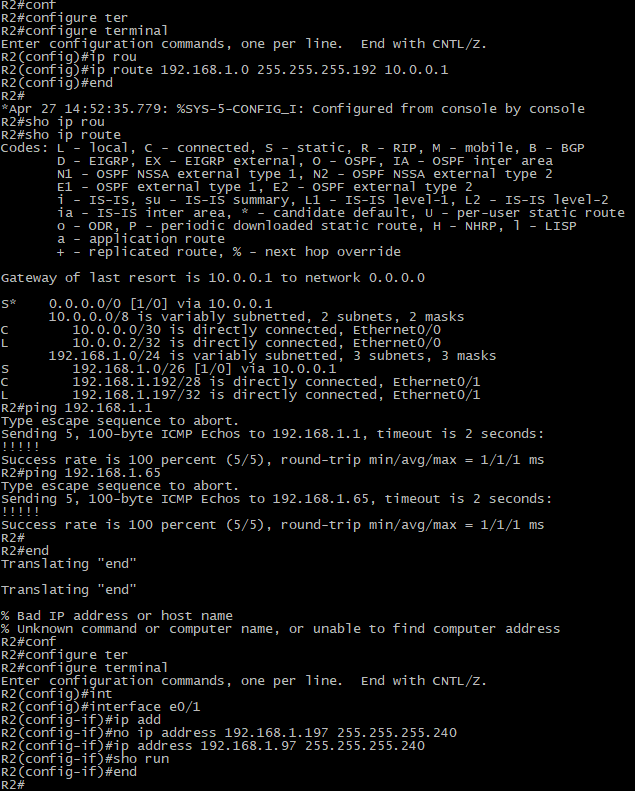 R2#conf
R2#configure ter
R2#configure terminal
Enter configuration commands, one per line.  End with CNTL/Z.
R2(config)#ip rou
R2(config)#ip route 192.168.1.0 255.255.255.192 10.0.0.1
R2(config)#end
R2#
*Apr 27 14:52:35.779: %SYS-5-CONFIG_I: Configured from console by console
R2#sho ip rou
R2#sho ip route
Codes: L - local, C - connected, S - static, R - RIP, M - mobile, B - BGP
       D - EIGRP, EX - EIGRP external, O - OSPF, IA - OSPF inter area
       N1 - OSPF NSSA external type 1, N2 - OSPF NSSA external type 2
       E1 - OSPF external type 1, E2 - OSPF external type 2
       i - IS-IS, su - IS-IS summary, L1 - IS-IS level-1, L2 - IS-IS level-2
       ia - IS-IS inter area, * - candidate default, U - per-user static route
       o - ODR, P - periodic downloaded static route, H - NHRP, l - LISP
       a - application route
       + - replicated route, % - next hop override

Gateway of last resort is 10.0.0.1 to network 0.0.0.0

S*    0.0.0.0/0 [1/0] via 10.0.0.1
      10.0.0.0/8 is variably subnetted, 2 subnets, 2 masks
C        10.0.0.0/30 is directly connected, Ethernet0/0
L        10.0.0.2/32 is directly connected, Ethernet0/0
      192.168.1.0/24 is variably subnetted, 3 subnets, 3 masks
S        192.168.1.0/26 [1/0] via 10.0.0.1
C        192.168.1.192/28 is directly connected, Ethernet0/1
L        192.168.1.197/32 is directly connected, Ethernet0/1
R2#ping 192.168.1.1
Type escape sequence to abort.
Sending 5, 100-byte ICMP Echos to 192.168.1.1, timeout is 2 seconds:
!!!!!
Success rate is 100 percent (5/5), round-trip min/avg/max = 1/1/1 ms
R2#ping 192.168.1.65
Type escape sequence to abort.
Sending 5, 100-byte ICMP Echos to 192.168.1.65, timeout is 2 seconds:
!!!!!
Success rate is 100 percent (5/5), round-trip min/avg/max = 1/1/1 ms
R2#
R2#end
Translating "end"

Translating "end"

% Bad IP address or host name
% Unknown command or computer name, or unable to find computer address
R2#conf
R2#configure ter
R2#configure terminal
Enter configuration commands, one per line.  End with CNTL/Z.
R2(config)#int
R2(config)#interface e0/1
R2(config-if)#ip add
R2(config-if)#no ip address 192.168.1.197 255.255.255.240
R2(config-if)#ip address 192.168.1.97 255.255.255.240
R2(config-if)#sho run
R2(config-if)#end
R2#